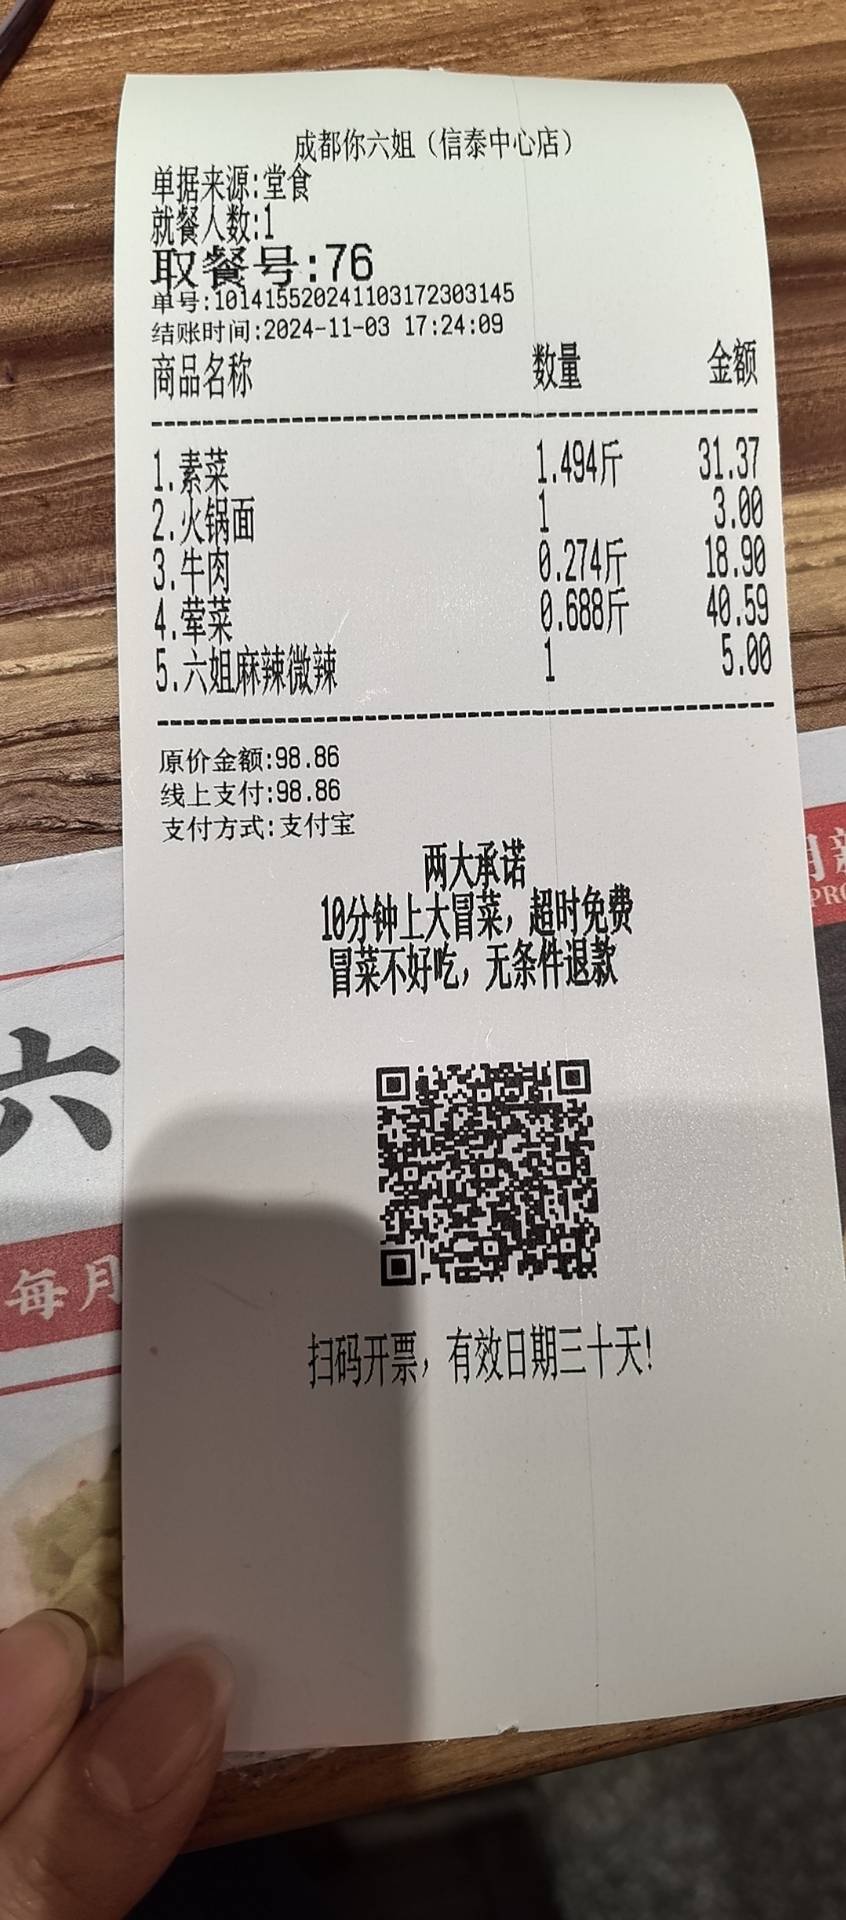 成都你六姐（信泰中心店）
单据来源:堂食
就餐人数:1
取餐号:76
单号:101415520241103172303145
结账时间:2024-11-03 17:24:09
商品名称 数量 金额
1.素菜 1.494斤 31.37
2.火锅面 1 3.00
3.牛肉 0.274斤 18.90
4.荤菜 0.688斤 40.59
5.六姐麻辣微辣 1 5.00
原价金额:98.86
线上支付:98.86
支付方式:支付宝
两大承诺
10分钟上大冒菜，超时免费
冒菜不好吃，无条件退款
扫码开票，有效日期三十天!
六
每月
月新
PRO